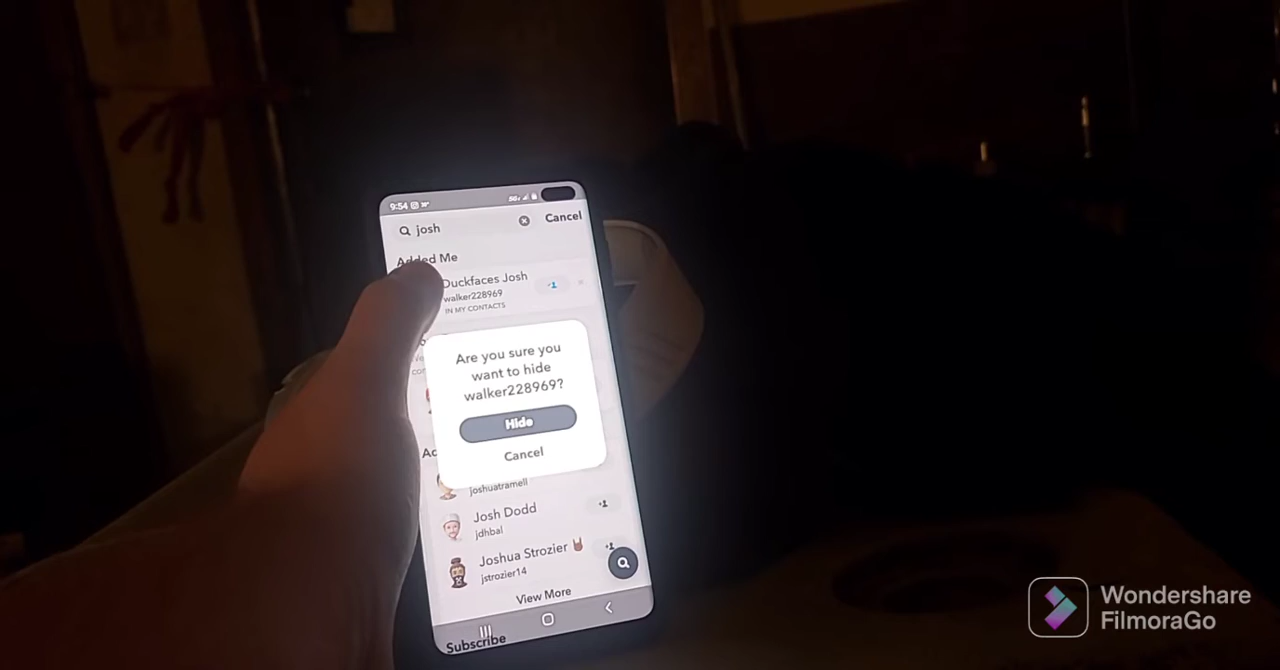 9:54
josh
Cancel
Added Me
Duckfaces Josh
walker228969
IN MY CONTACTS
Are you sure you
want to hide
walker228969?
Hide
Cancel
joshuatramell
Josh Dodd
jdhbal
Joshua Strozier
jstrozier14
View More
Subscribe
Wondershare
FilmoraGo